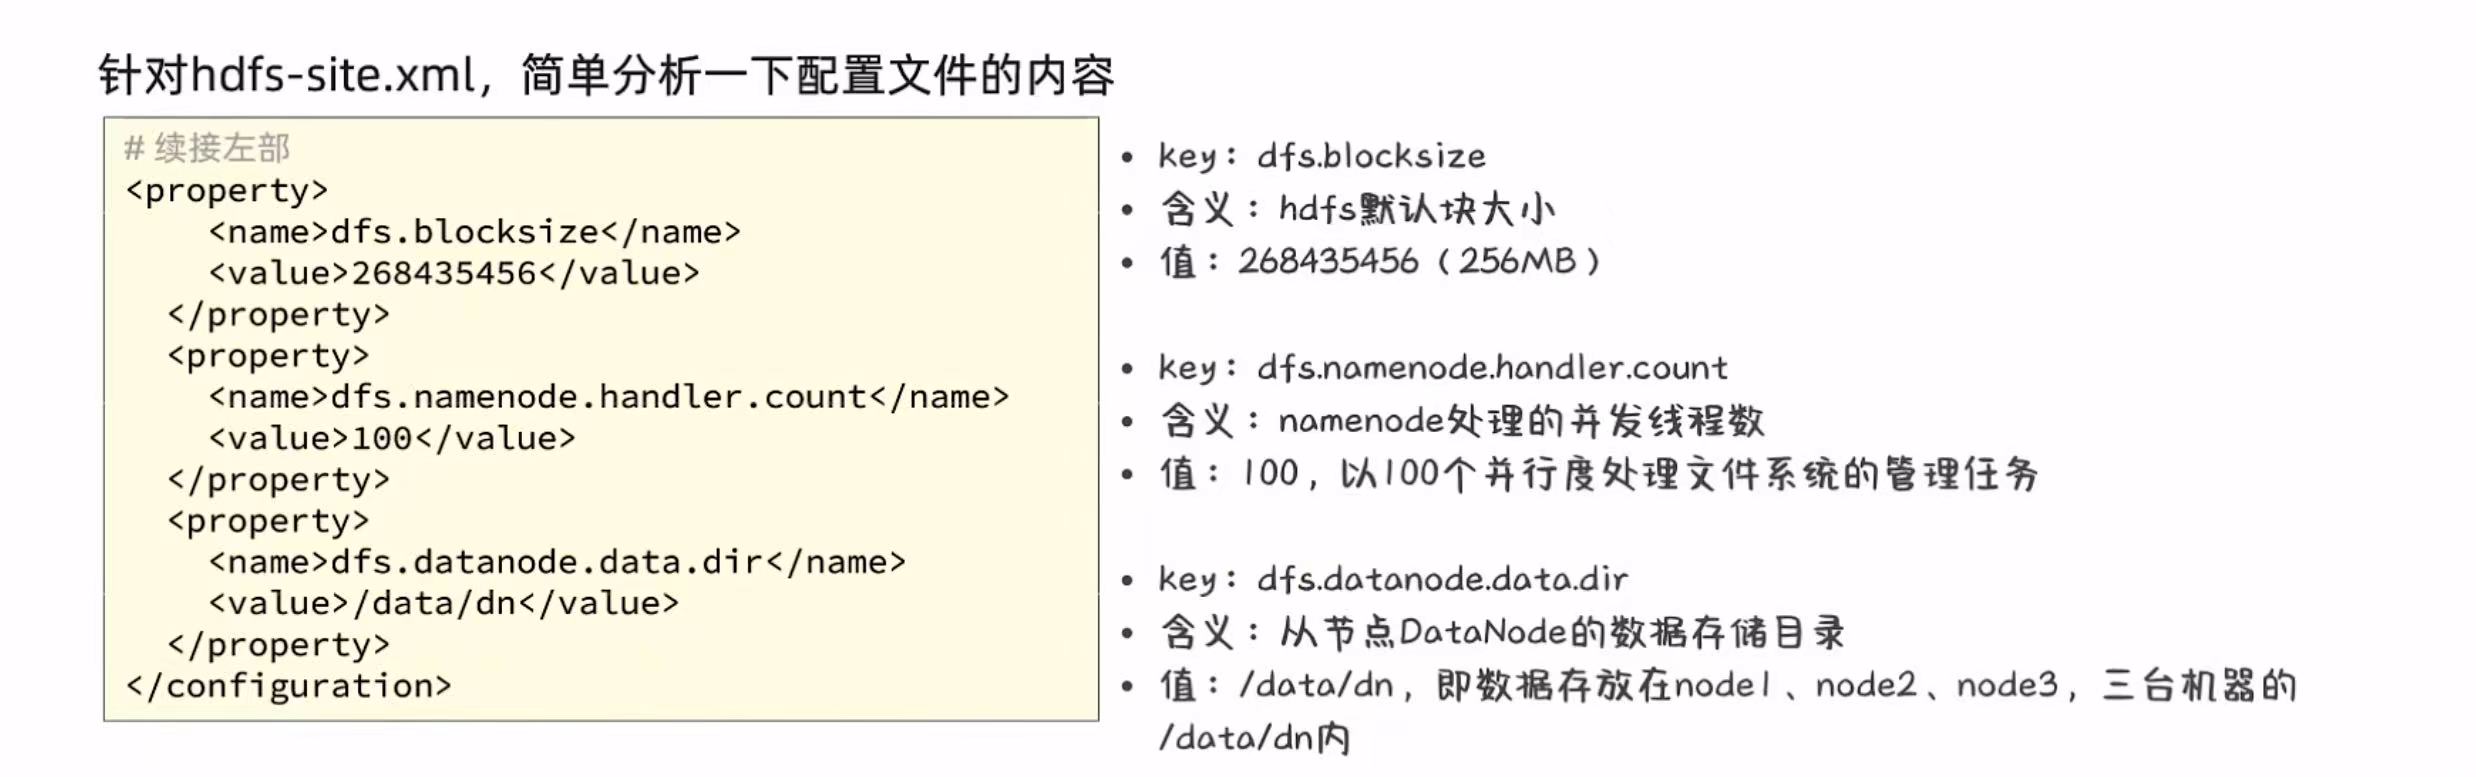 针对hdfs-site.xml，简单分析一下配置文件的内容
# 续接左部
<property>
<name>dfs.blocksize</name>
<value>268435456</value>
</property>
<property>
<name>dfs.namenode.handler.count</name>
<value>100</value>
</property>
<property>
<name>dfs.datanode.data.dir</name>
<value>/data/dn</value>
</property>
</configuration>
• key：dfs.blocksize
• 含义：hdfs默认块大小
• 值：268435456（256MB）
• key：dfs.namenode.handler.count
• 含义：namenode处理的并发线程数
• 值：100，以100个并行度处理文件系统的管理任务
• key：dfs.datanode.data.dir
• 含义：从节点DataNode的数据存储目录
• 值：/data/dn，即数据存放在node1、node2、node3，三台机器的
/data/dn内